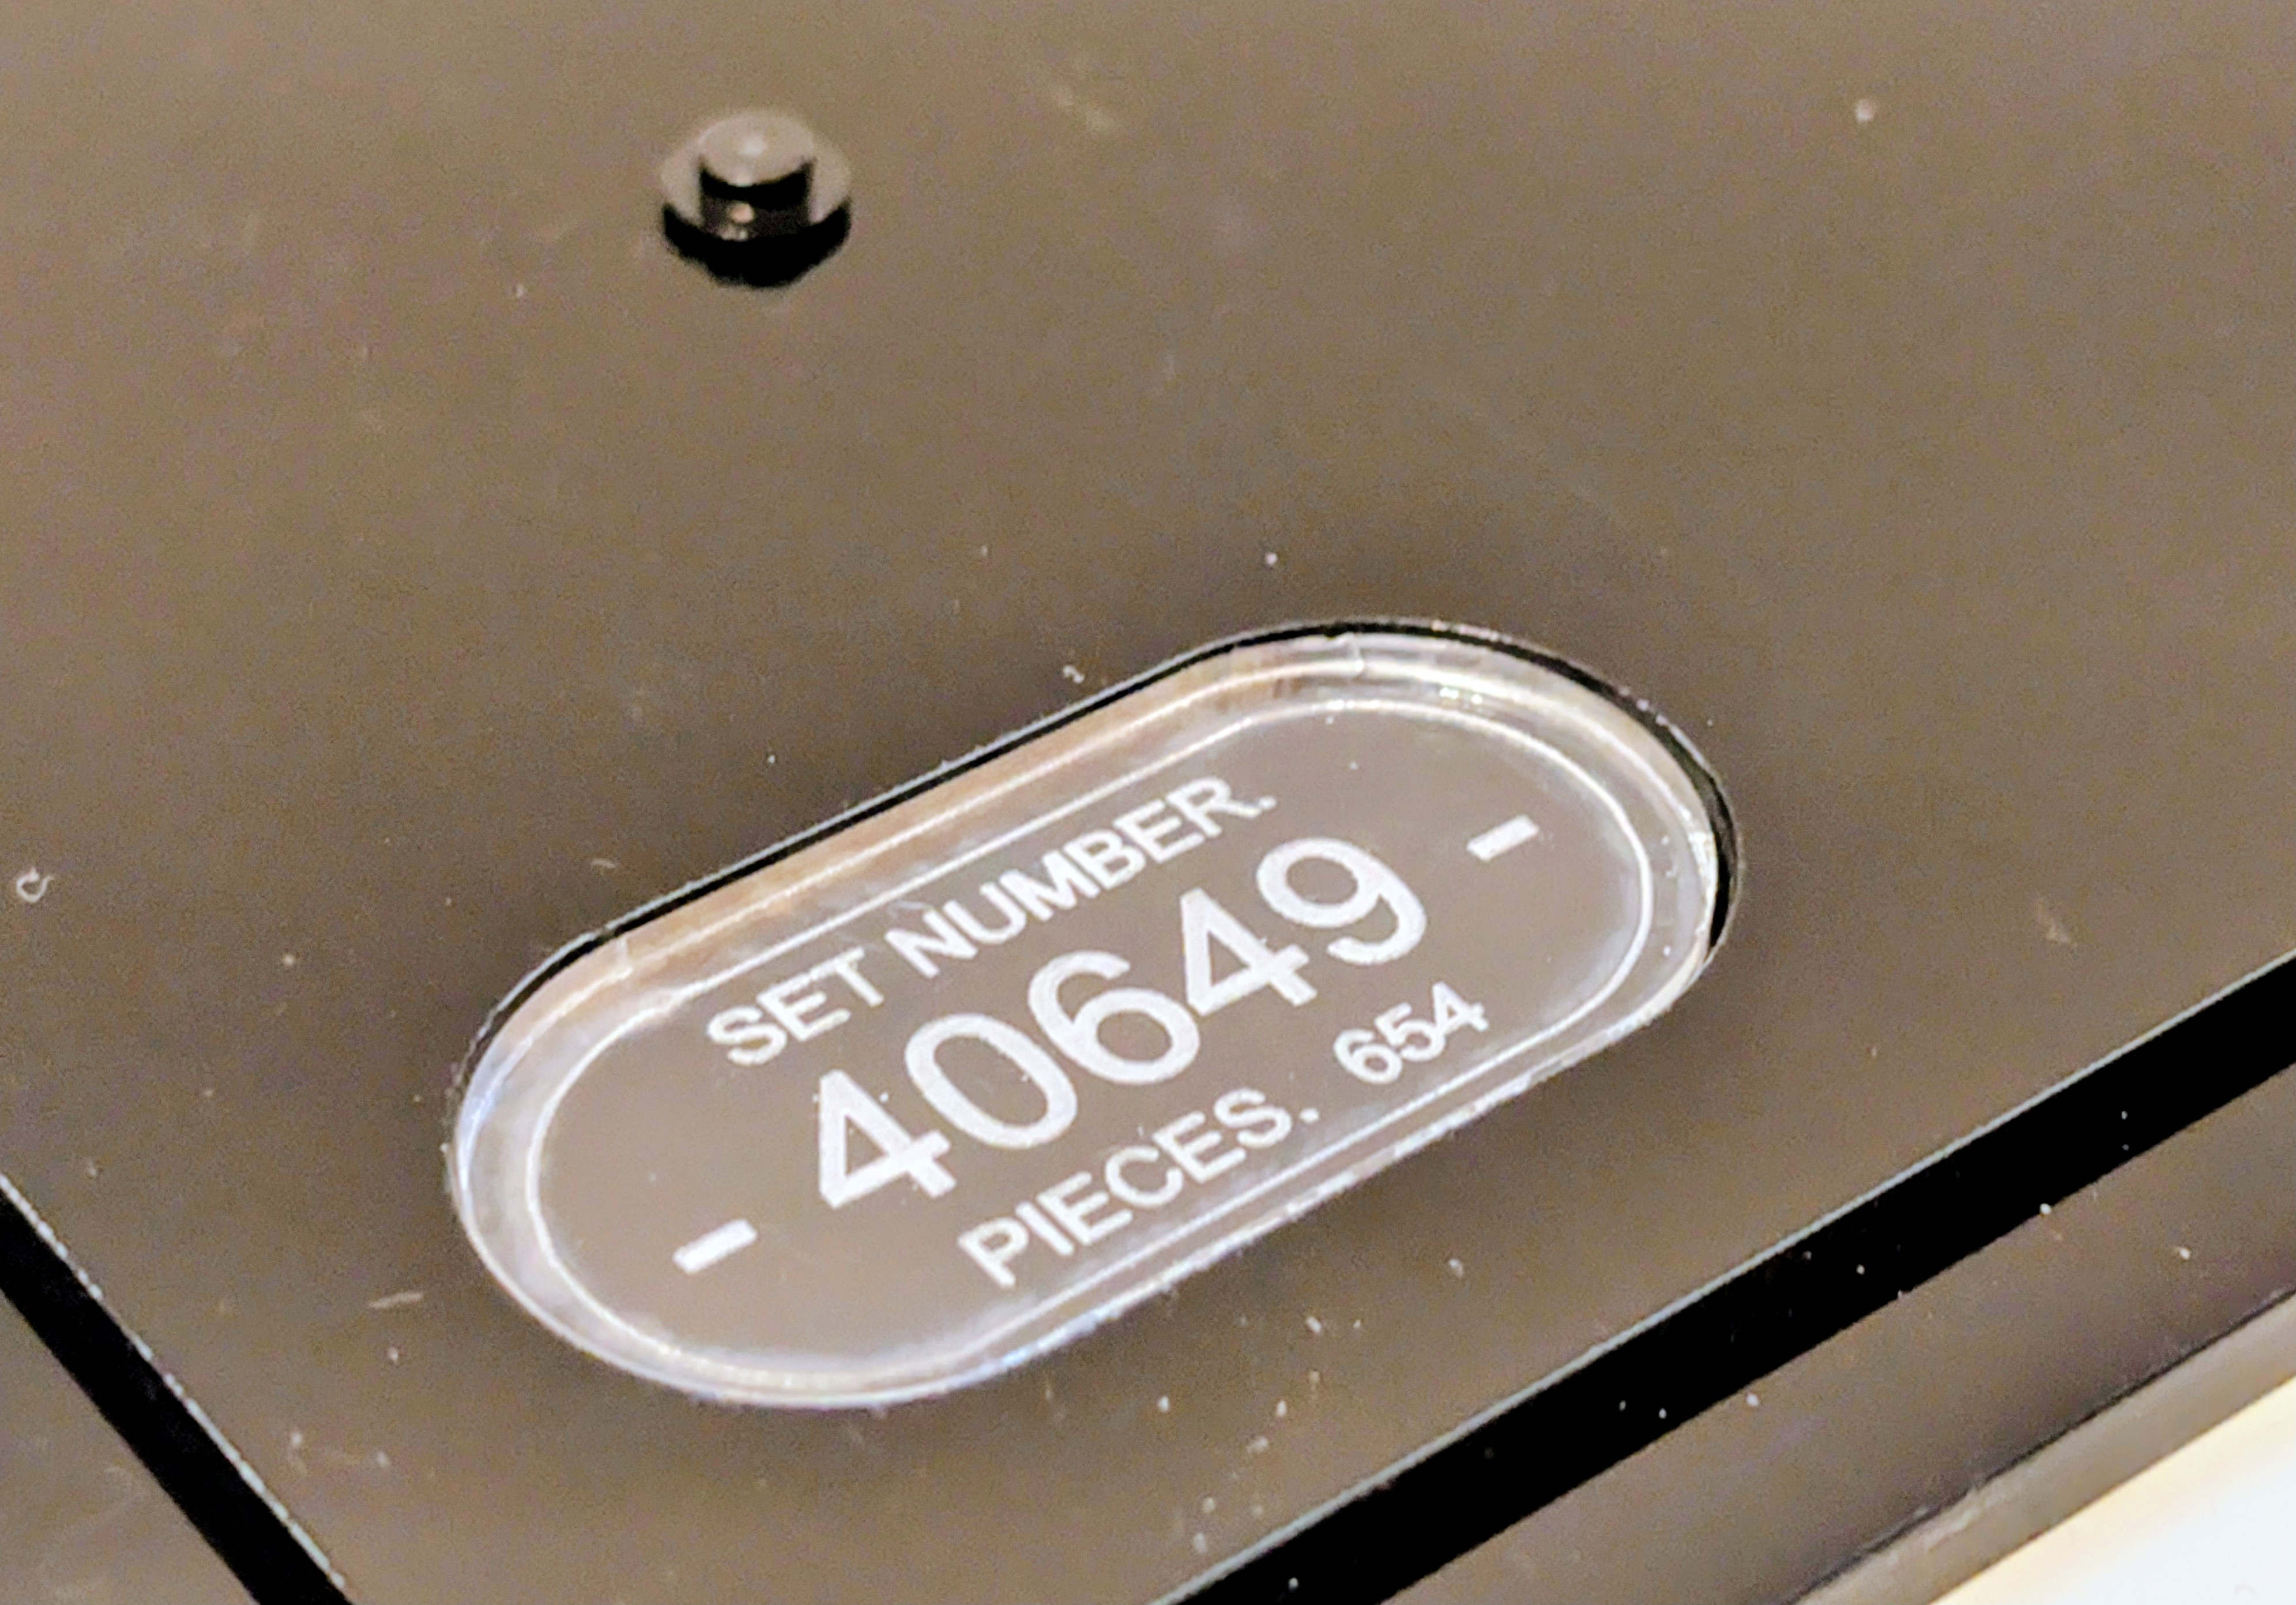 SET NUMBER.
- 40649 -
PIECES. 654